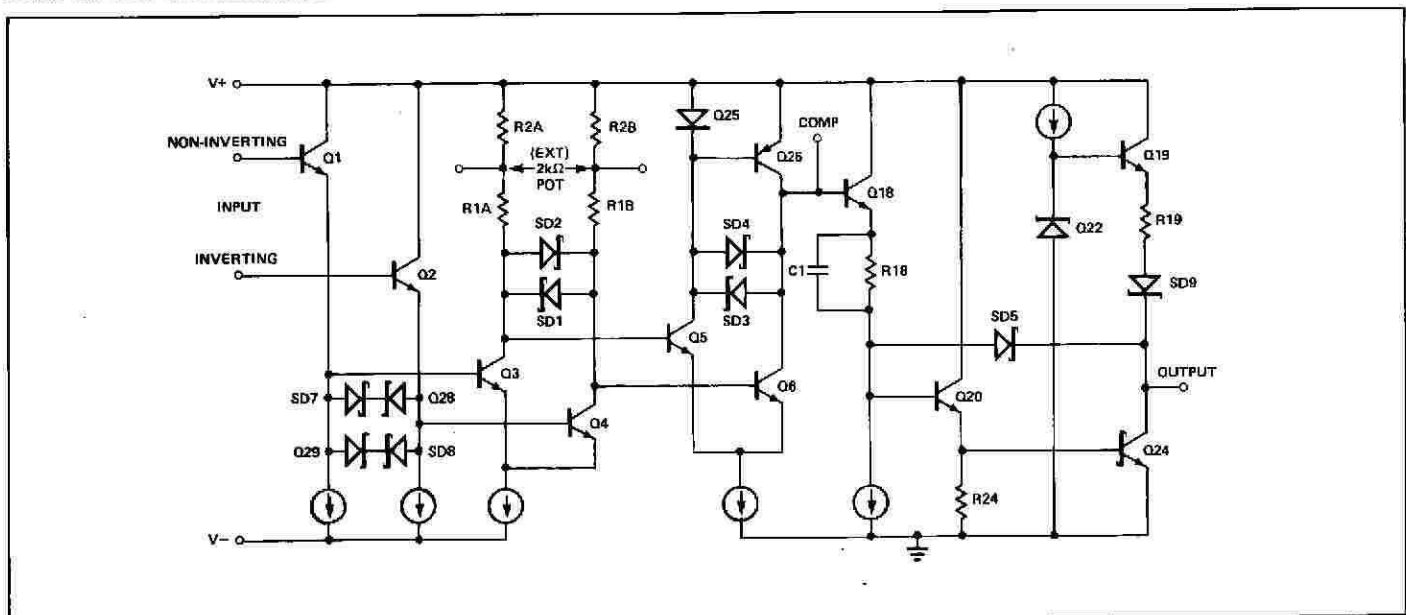 V+
NON-INVERTING
INPUT
INVERTING
V−
Q1
Q2
R2A
R2B
(EXT)
2kΩ
POT
R1A
R1B
SD2
SD1
Q3
Q4
SD7
Q28
Q29
SD8
Q25
Q26
COMP
SD4
SD3
Q5
Q6
Q18
C1
R18
SD5
Q20
R24
Q22
Q19
R19
SD9
OUTPUT
Q24